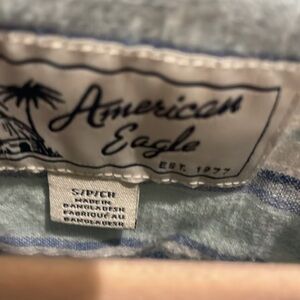 American
Eagle
EST. 1977
S/P/CH
MADE IN
BANGLADESH
FABRIQUÉ AU
BANGLADESH